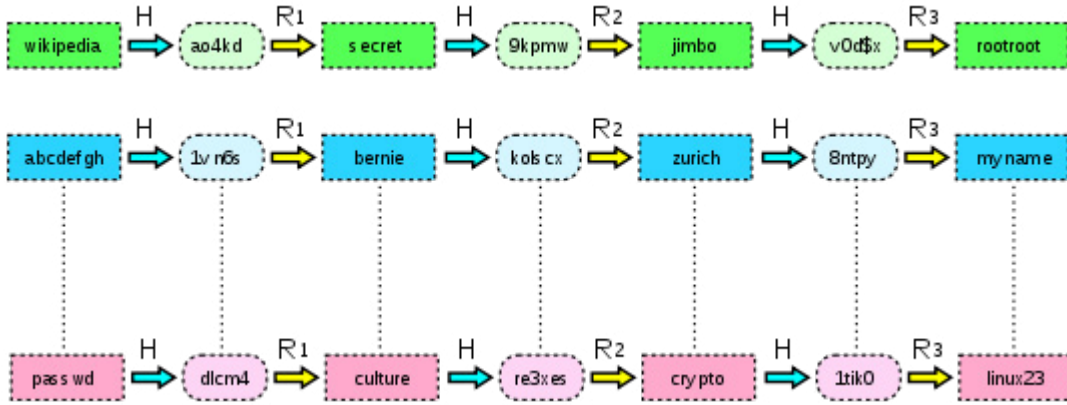 H R1 H R2 H R3
wikipedia ao4kd secret 9kpmw jimbo v0d$x rootroot
H R1 H R2 H R3
abcdefgh 1vn6s bernie kolscx zurich 8ntpy myname
H R1 H R2 H R3
passwd dlcm4 culture re3xes crypto 1tik0 linux23